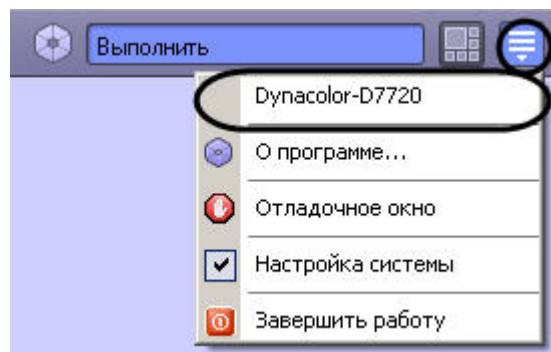 Выполнить
Dynacolor-D7720
О программе...
Отладочное окно
Настройка системы
Завершить работу